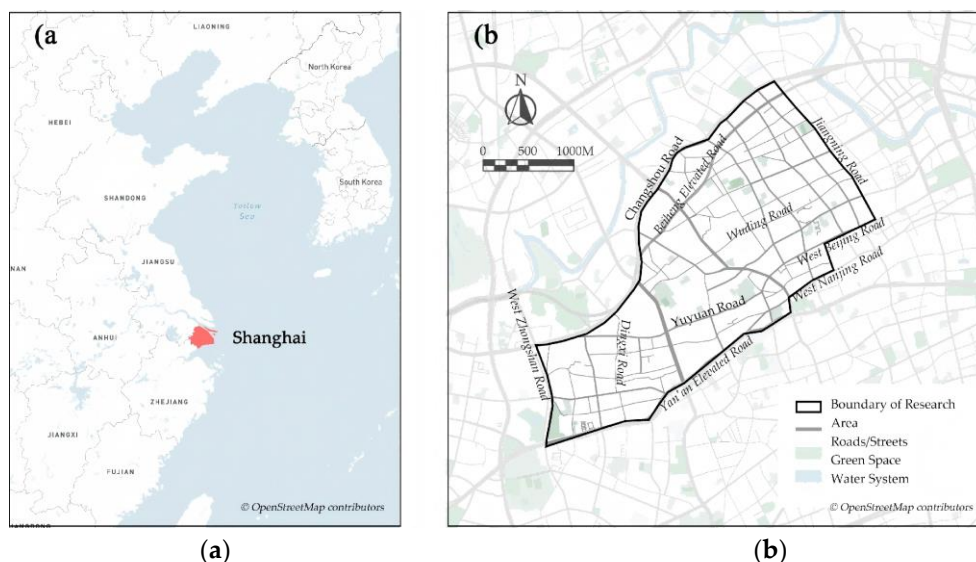 (a
LIAONING
North Korea
HEBEI
South Korea
SHANDONG
Yellow
Sea
JIANGSU
NAN
Shanghai
ANHUI
ZHEJIANG
JIANGXI
FUJIAN
© OpenStreetMap contributors
(a)
(b
N
0 500 1000M
Changshou Road
Beiheng Elevated Road
Jiangning Road
Wuding Road
West Beijing Road
West Nanjing Road
Yuyuan Road
West Zhongshan Road
Dingxi Road
Yan'an Elevated Road
Boundary of Research
Area
Roads/Streets
Green Space
Water System
© OpenStreetMap contributors
(b)